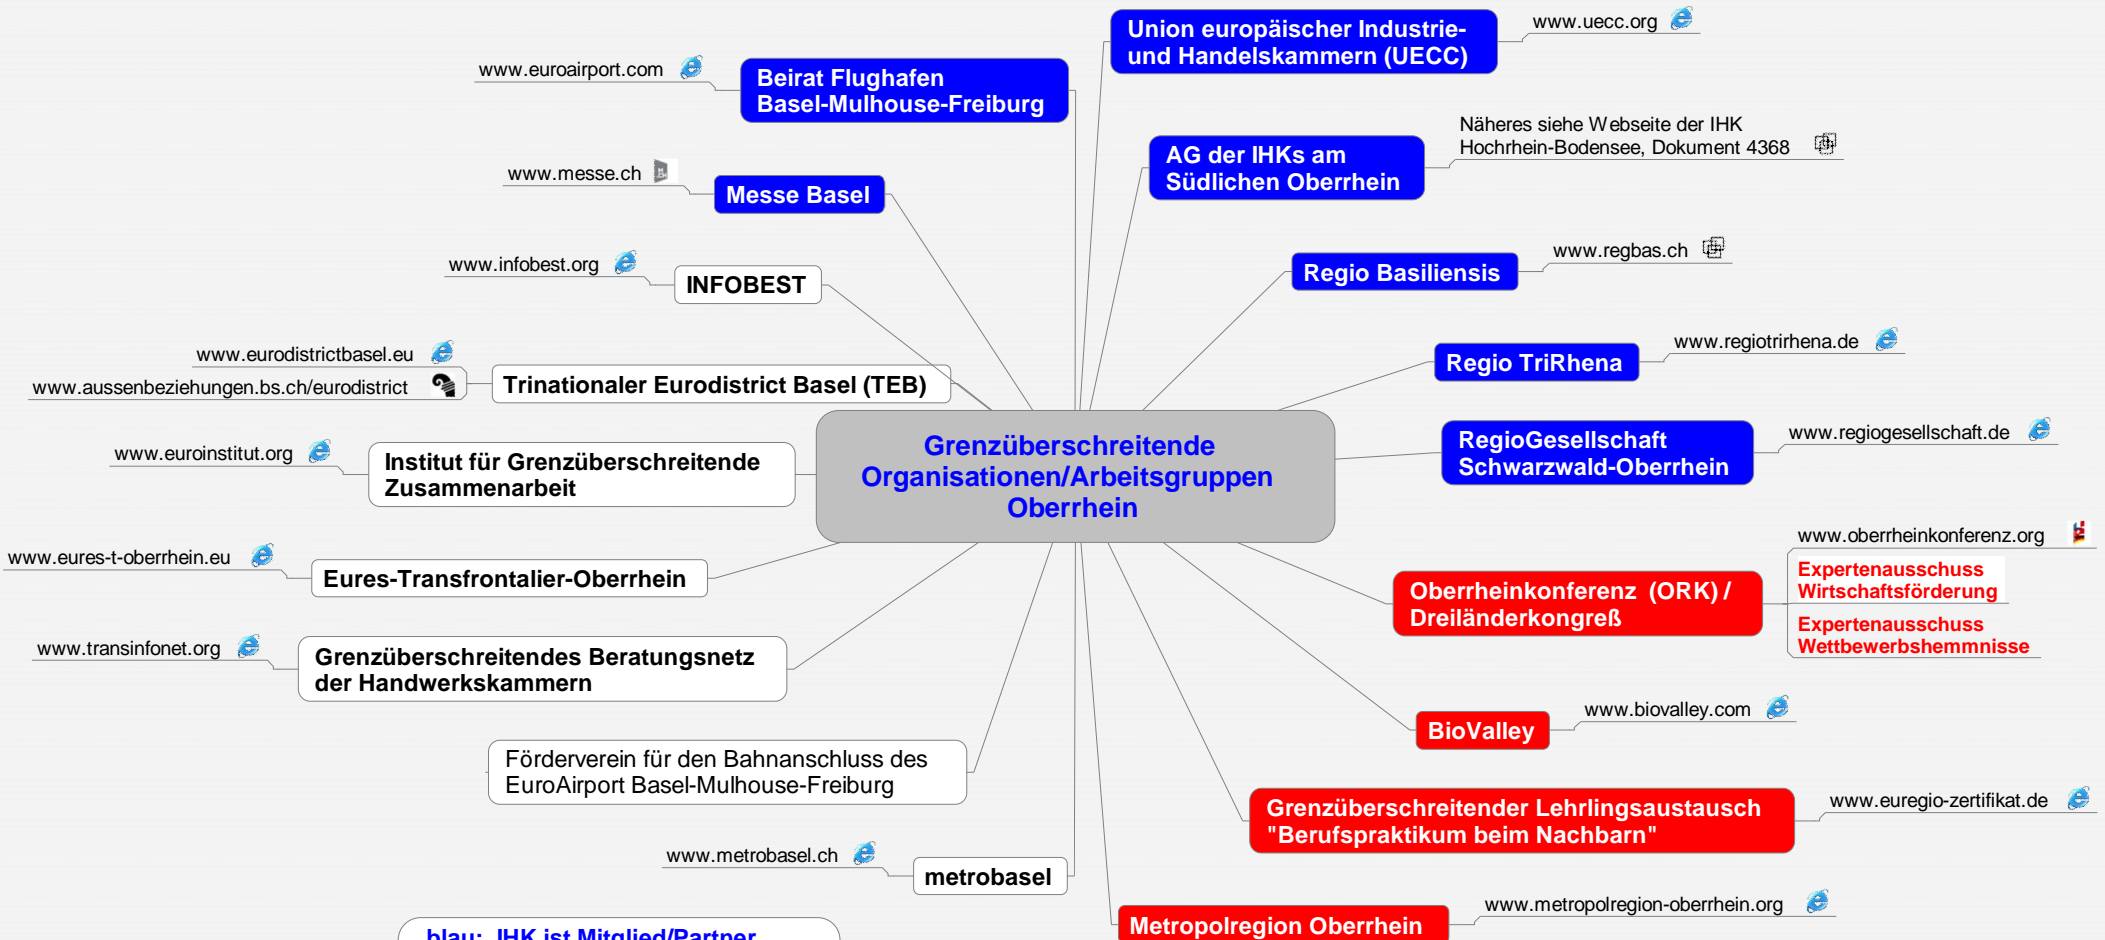 Grenzüberschreitende
Organisationen/Arbeitsgruppen
Oberrhein
Union europäischer Industrie-
und Handelskammern (UECC)
www.uecc.org
AG der IHKs am
Südlichen Oberrhein
Näheres siehe Webseite der IHK
Hochrhein-Bodensee, Dokument 4368
Regio Basiliensis
www.regbas.ch
Regio TriRhena
www.regiotrirhena.de
RegioGesellschaft
Schwarzwald-Oberrhein
www.regiogesellschaft.de
Oberrheinkonferenz (ORK) /
Dreiländerkongreß
www.oberrheinkonferenz.org
Expertenausschuss
Wirtschaftsförderung
Expertenausschuss
Wettbewerbshemmnisse
BioValley
www.biovalley.com
Grenzüberschreitender Lehrlingsaustausch
"Berufspraktikum beim Nachbarn"
www.euregio-zertifikat.de
Metropolregion Oberrhein
www.metropolregion-oberrhein.org
Beirat Flughafen
Basel-Mulhouse-Freiburg
www.euroairport.com
Messe Basel
www.messe.ch
INFOBEST
www.infobest.org
Trinationaler Eurodistrict Basel (TEB)
www.eurodistrictbasel.eu
www.aussenbeziehungen.bs.ch/eurodistrict
Institut für Grenzüberschreitende
Zusammenarbeit
www.euroinstitut.org
Eures-Transfrontalier-Oberrhein
www.eures-t-oberrhein.eu
Grenzüberschreitendes Beratungsnetz
der Handwerkskammern
www.transinfonet.org
Förderverein für den Bahnanschluss des
EuroAirport Basel-Mulhouse-Freiburg
metrobasel
www.metrobasel.ch
blau: IHK ist Mitglied/Partner